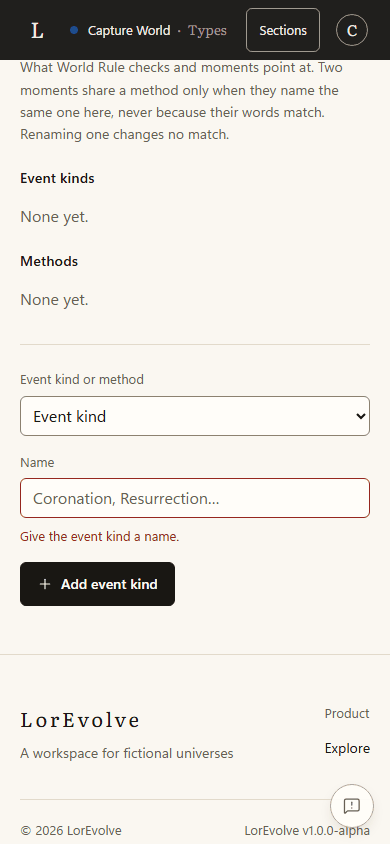 L
Capture World · Types
Sections
C
What World Rule checks and moments point at. Two
moments share a method only when they name the
same one here, never because their words match.
Renaming one changes no match.
Event kinds
None yet.
Methods
None yet.
Event kind or method
Event kind
Name
Coronation, Resurrection...
Give the event kind a name.
+ Add event kind
LorEvolve
A workspace for fictional universes
Product
Explore
© 2026 LorEvolve
LorEvolve v1.0.0-alpha